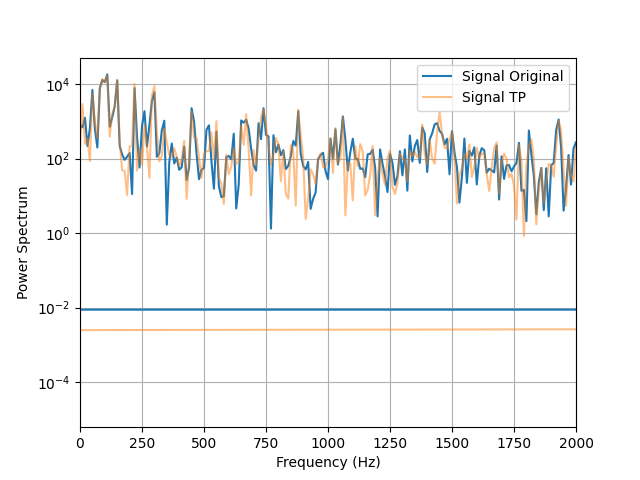 Signal Original
Signal TP
10^4
10^2
10^0
10^-2
10^-4
Power Spectrum
0 250 500 750 1000 1250 1500 1750 2000
Frequency (Hz)